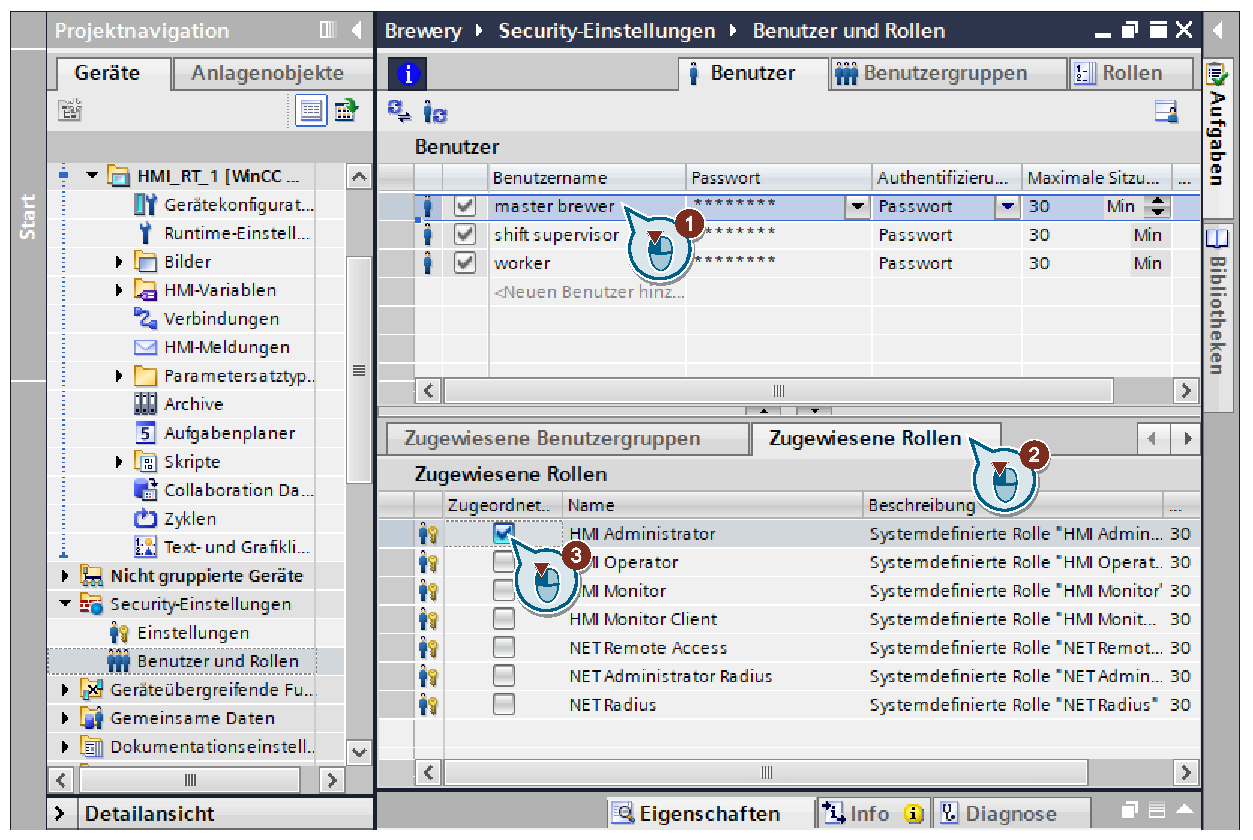 Projektnavigation
Geräte
Anlagenobjekte
Start
HMI_RT_1 [WinCC ...
Gerätekonfigurat...
Runtime-Einstell...
Bilder
HMI-Variablen
Verbindungen
HMI-Meldungen
Parametersatztyp..
Archive
Aufgabenplaner
Skripte
Collaboration Da...
Zyklen
Text- und Grafikli...
Nicht gruppierte Geräte
Security-Einstellungen
Einstellungen
Benutzer und Rollen
Geräteübergreifende Fu..
Gemeinsame Daten
Dokumentationseinstell..
Detailansicht
Brewery Security-Einstellungen Benutzer und Rollen
Benutzer
Benutzergruppen
Rollen
Benutzer
Benutzername Passwort Authentifizieru... Maximale Sitzu... ...
master brewer ******** Passwort 30 Min
shift supervisor ******* Passwort 30 Min
worker ******** Passwort 30 Min
<Neuen Benutzer hinz...
1
Zugewiesene Benutzergruppen
Zugewiesene Rollen
2
Zugewiesene Rollen
Zugeordnet.. Name Beschreibung ...
HMI Administrator Systemdefinierte Rolle "HMI Admin... 30
3
Operator Systemdefinierte Rolle "HMI Operat.. 30
HMI Monitor Systemdefinierte Rolle "HMI Monitor" 30
HMI Monitor Client Systemdefinierte Rolle "HMI Monit... 30
NET Remote Access Systemdefinierte Rolle "NET Remot... 30
NET Administrator Radius Systemdefinierte Rolle "NET Admin... 30
NET Radius Systemdefinierte Rolle "NET Radius" 30
Eigenschaften
Info
Diagnose
Aufgaben
Bibliotheken